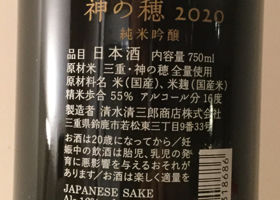 神の穂 2020
純米吟醸
品目 日本酒 内容量 750ml
原材米 三重・神の穂 全量使用
原材料名 米(国産)、米麹(国産米)
精米歩合 55% アルコール分 16度
製造者 清水清三郎商店株式会社
三重県鈴鹿市若松東三丁目9番33号
お酒は20歳になってから/妊
娠中の飲酒は胎児、乳児の発
育に悪影響を与えるおそれがあり
ます/お酒は楽しく適量を
JAPANESE SAKE
318686